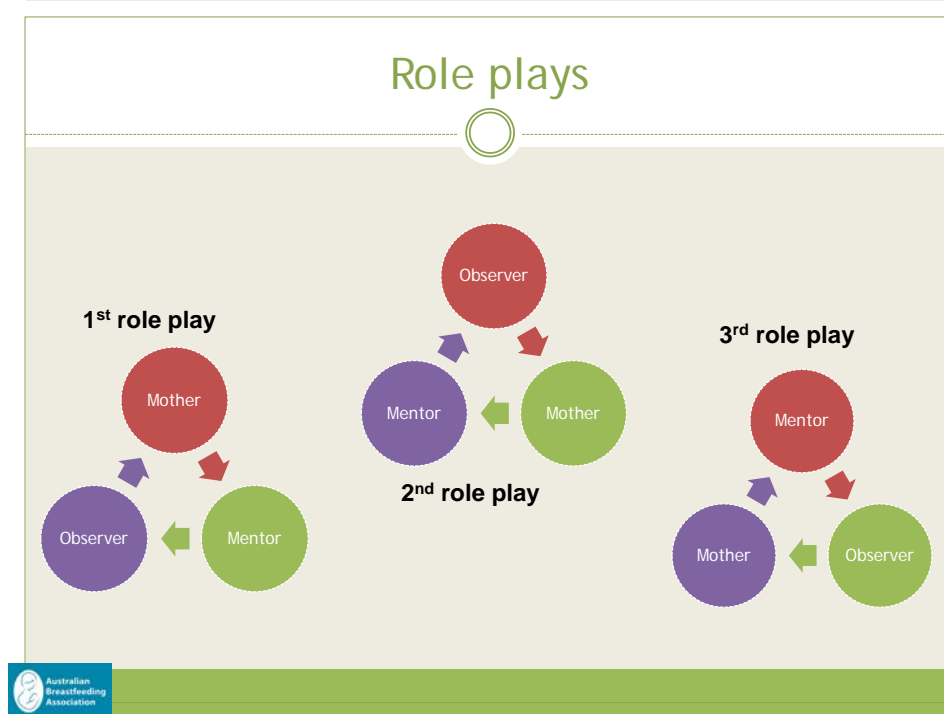 Role plays
1st role play
Mother
Observer
Mentor
Observer
Mentor
Mother
2nd role play
3rd role play
Mentor
Mother
Observer
Australian
Breastfeeding
Association